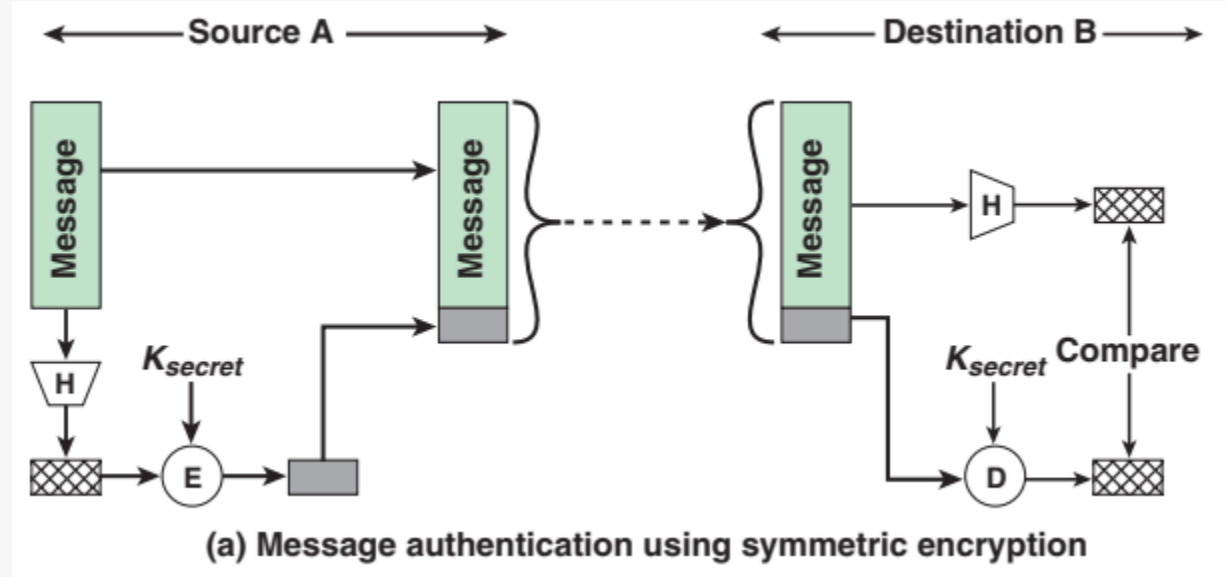 Source A
Destination B
Message
Message
Message
H
H
K_secret
K_secret
Compare
E
D
(a) Message authentication using symmetric encryption